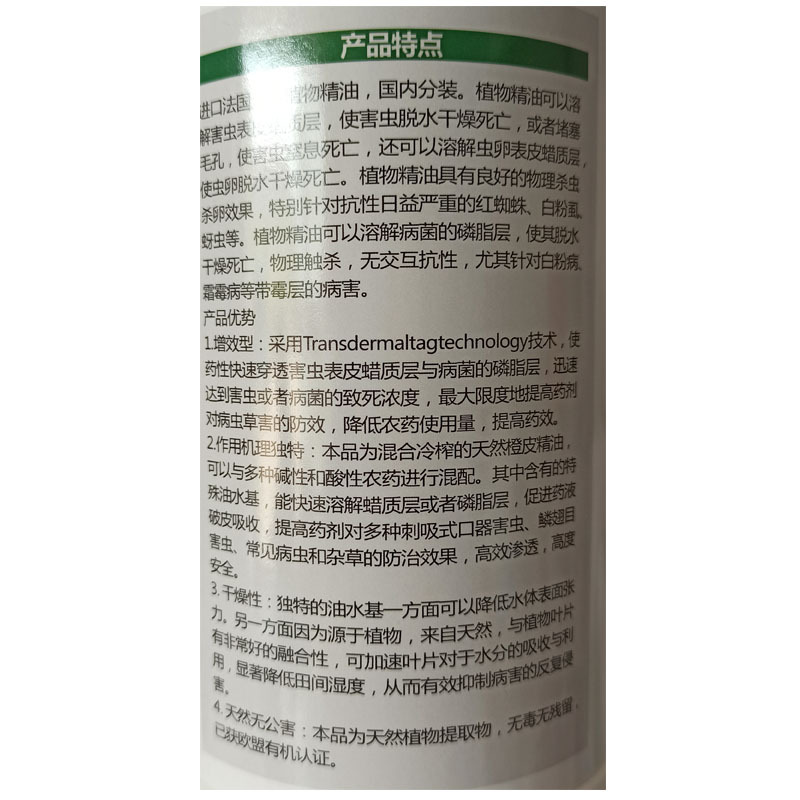 产品特点
进口法国 植物精油，国内分装。植物精油可以溶
解害虫表皮蜡质层，使害虫脱水干燥死亡，或者堵塞
毛孔，使害虫窒息死亡，还可以溶解虫卵表皮蜡质层，
使虫卵脱水干燥死亡。植物精油具有良好的物理杀虫
杀卵效果，特别针对抗性日益严重的红蜘蛛、白粉虱、
蚜虫等。植物精油可以溶解病菌的磷脂层，使其脱水
干燥死亡，物理触杀，无交互抗性，尤其针对白粉病、
霜霉病等带霉层的病害。
产品优势
1.增效型：采用Transdermaltagtechnology技术，使
药性快速穿透害虫表皮蜡质层与病菌的磷脂层，迅速
达到害虫或者病菌的致死浓度，最大限度地提高药剂
对病虫草害的防效，降低农药使用量，提高药效。
2.作用机理独特：本品为混合冷榨的天然橙皮精油，
可以与多种碱性和酸性农药进行混配。其中含有的特
殊油水基，能快速溶解蜡质层或者磷脂层，促进药液
破皮吸收，提高药剂对多种刺吸式口器害虫、鳞翅目
害虫、常见病虫和杂草的防治效果，高效渗透，高度
安全。
3.干燥性：独特的油水基一方面可以降低水体表面张
力。另一方面因为源于植物，来自天然，与植物叶片
有非常好的融合性，可加速叶片对于水分的吸收与利
用，显著降低田间湿度，从而有效抑制病害的反复侵
害。
4.天然无公害：本品为天然植物提取物，无毒无残留，
已获欧盟有机认证。